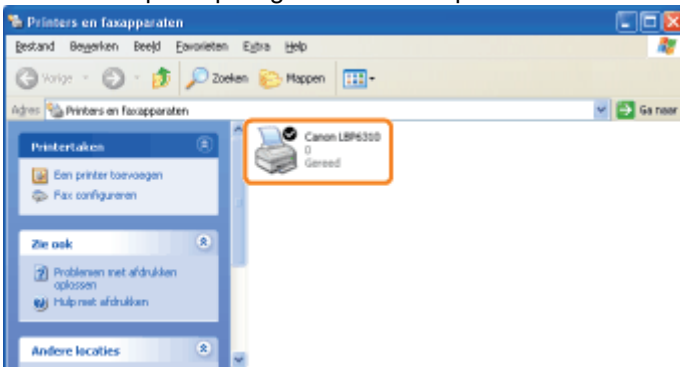 Printers en faxapparaten
Bestand Bewerken Beeld Favorieten Extra Help
Vorige Zoeken Mappen
Adres Printers en faxapparaten Ga naar
Printertaken
Een printer toevoegen
Fax configureren
Zie ook
Problemen met afdrukken
oplossen
Hulp met afdrukken
Andere locaties
Canon LBP6310
0
Gereed